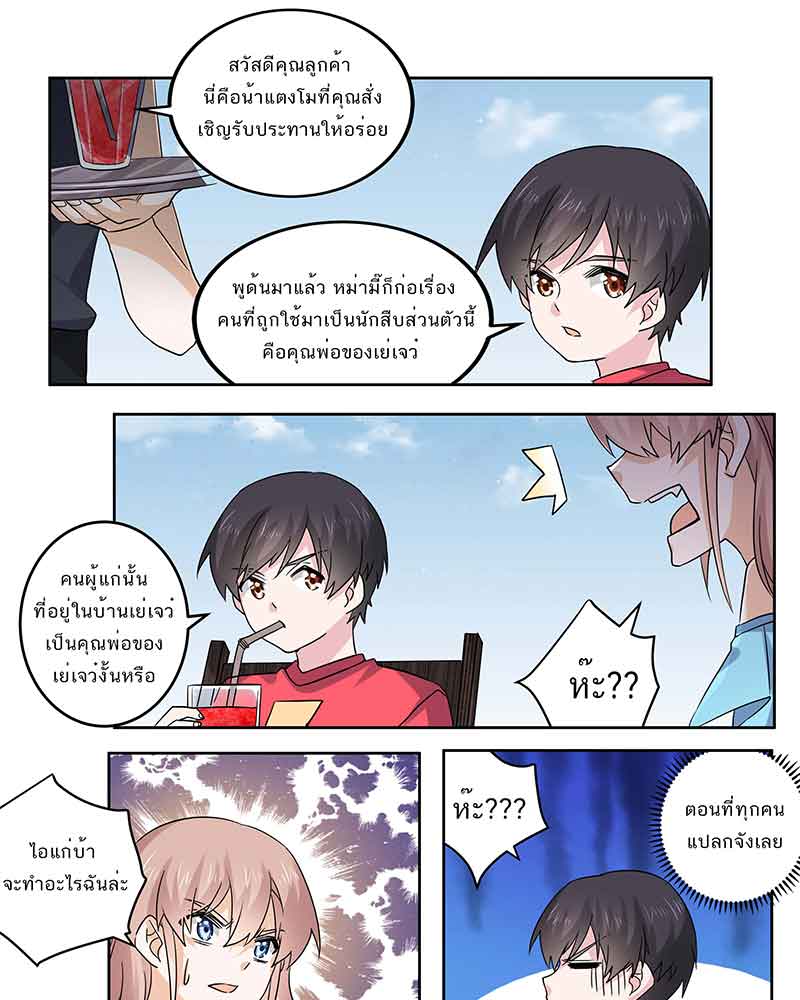 สวัสดีคุณลูกค้า
นี่คือน้าแตงโมที่คุณสั่ง
เชิญรับประทานให้อร่อย
พูด้นมาแล้ว หม่ามี๊ก็ก่อเรื่อง
คนที่ถูกใช้มาเป็นนักสืบส่วนตัวนี้
คือคุณพ่อของเย่เจว๋
คนผู้แก่นั้น
ที่อยู่ในบ้านเย่เจว๋
เป็นคุณพ่อของ
เย่เจว๋งั้นหรือ
ห๊ะ??
ไอแก่บ้า
จะทำอะไรฉันล่ะ
ห๊ะ???
ตอนที่ทุกคน
แปลกจังเลย